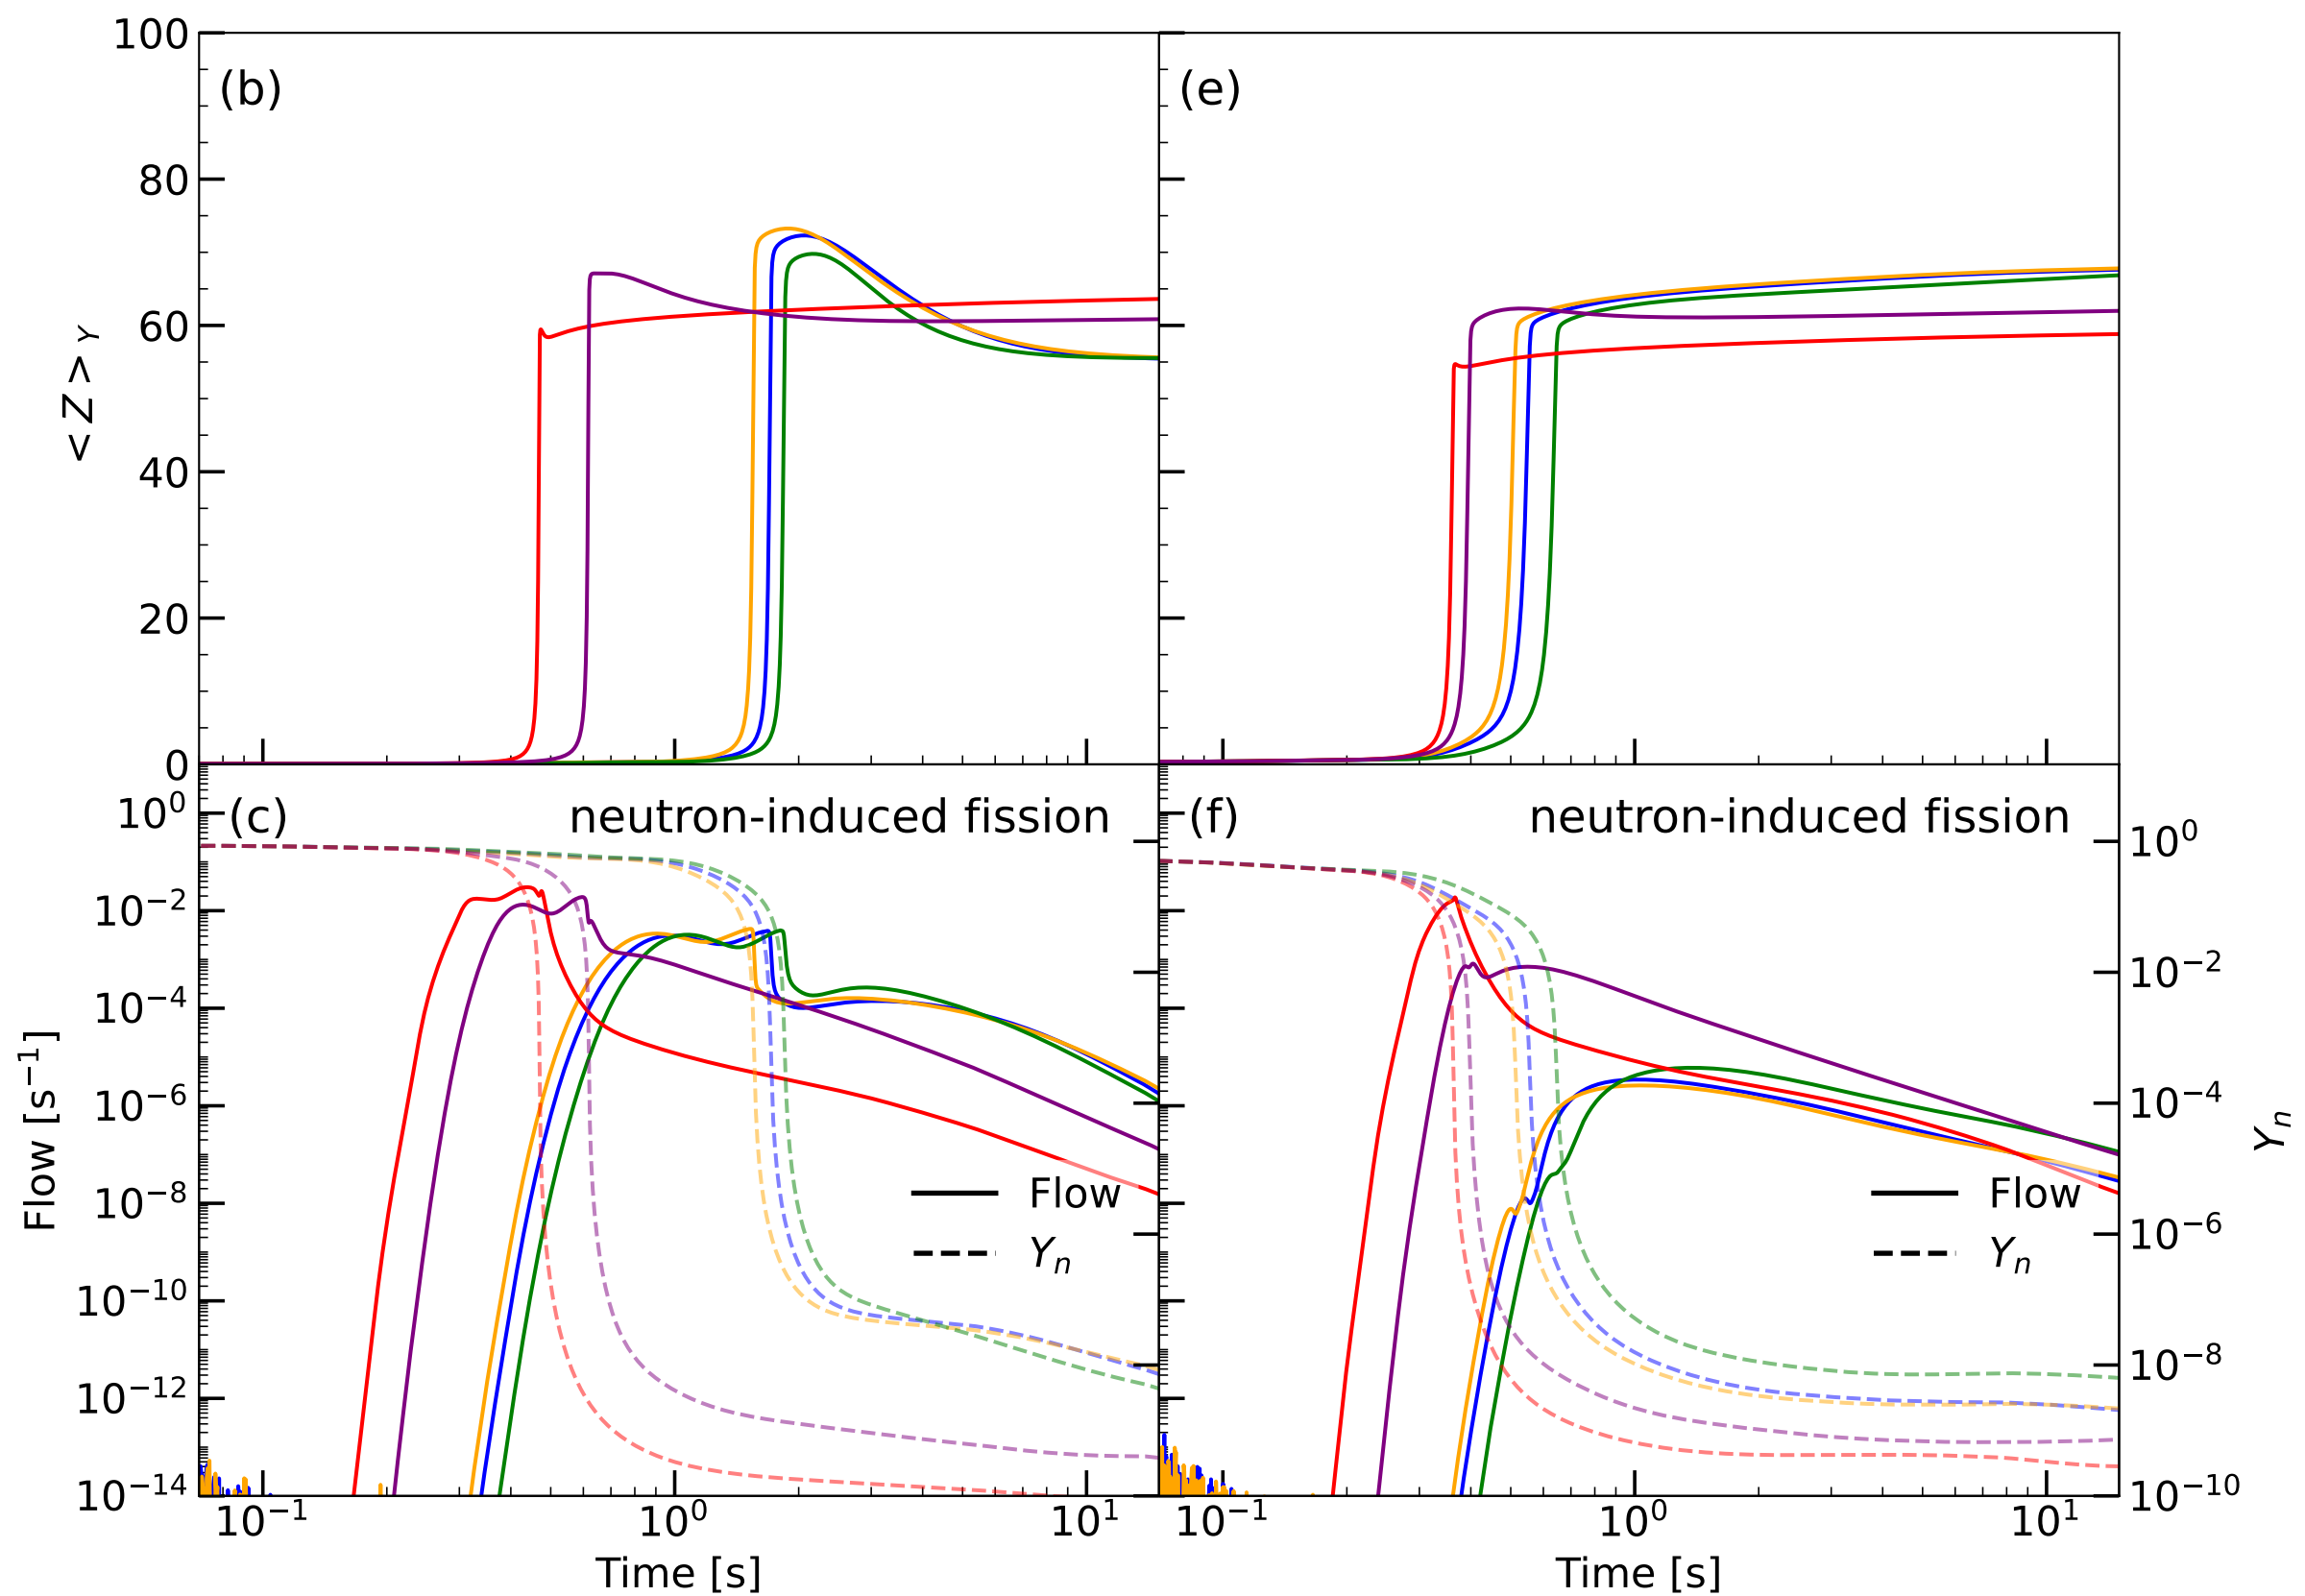 100
80
60
40
20
0
< Z >_Y
(b)
(e)
10^0
10^−2
10^−4
10^−6
10^−8
10^−10
10^−12
10^−14
Flow [s^−1]
(c)
neutron-induced fission
Flow
Y_n
(f)
neutron-induced fission
Flow
Y_n
10^0
10^−2
10^−4
10^−6
10^−8
10^−10
Y_n
10^−1 10^0 10^1
10^−1 10^0 10^1
Time [s]
Time [s]